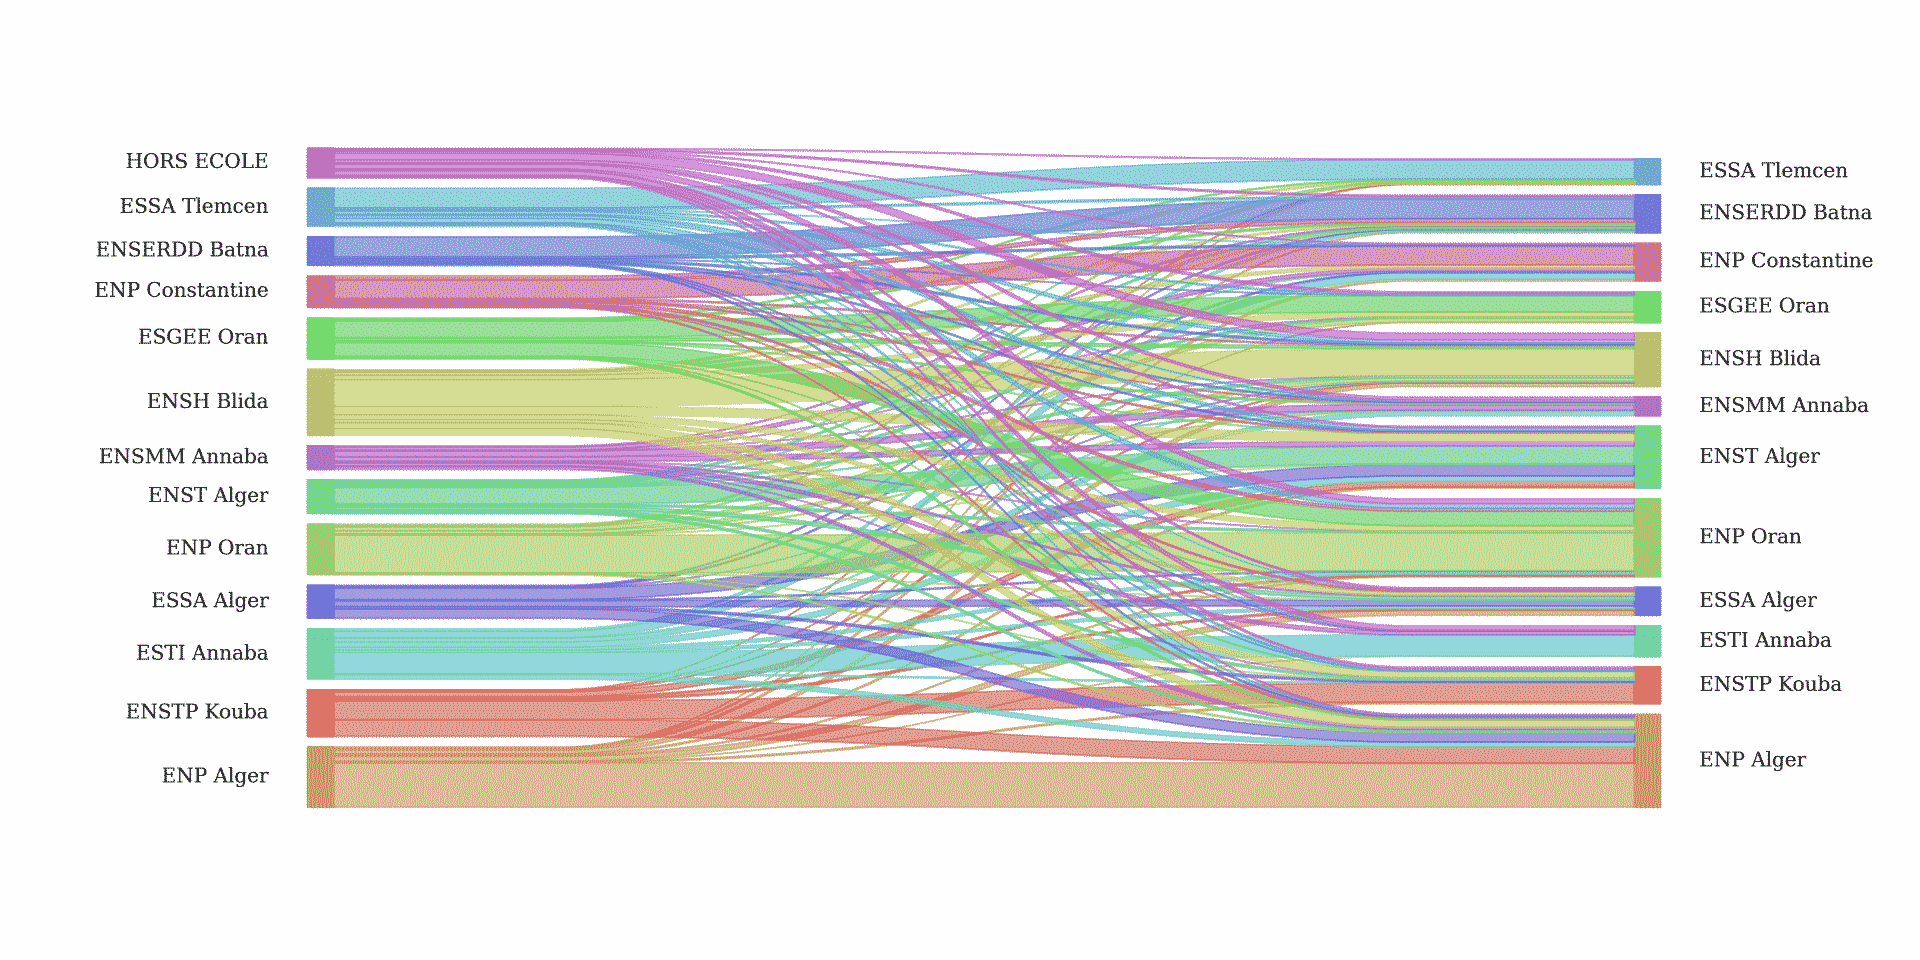 HORS ECOLE
ESSA Tlemcen
ENSERDD Batna
ENP Constantine
ESGEE Oran
ENSH Blida
ENSMM Annaba
ENST Alger
ENP Oran
ESSA Alger
ESTI Annaba
ENSTP Kouba
ENP Alger
ESSA Tlemcen
ENSERDD Batna
ENP Constantine
ESGEE Oran
ENSH Blida
ENSMM Annaba
ENST Alger
ENP Oran
ESSA Alger
ESTI Annaba
ENSTP Kouba
ENP Alger